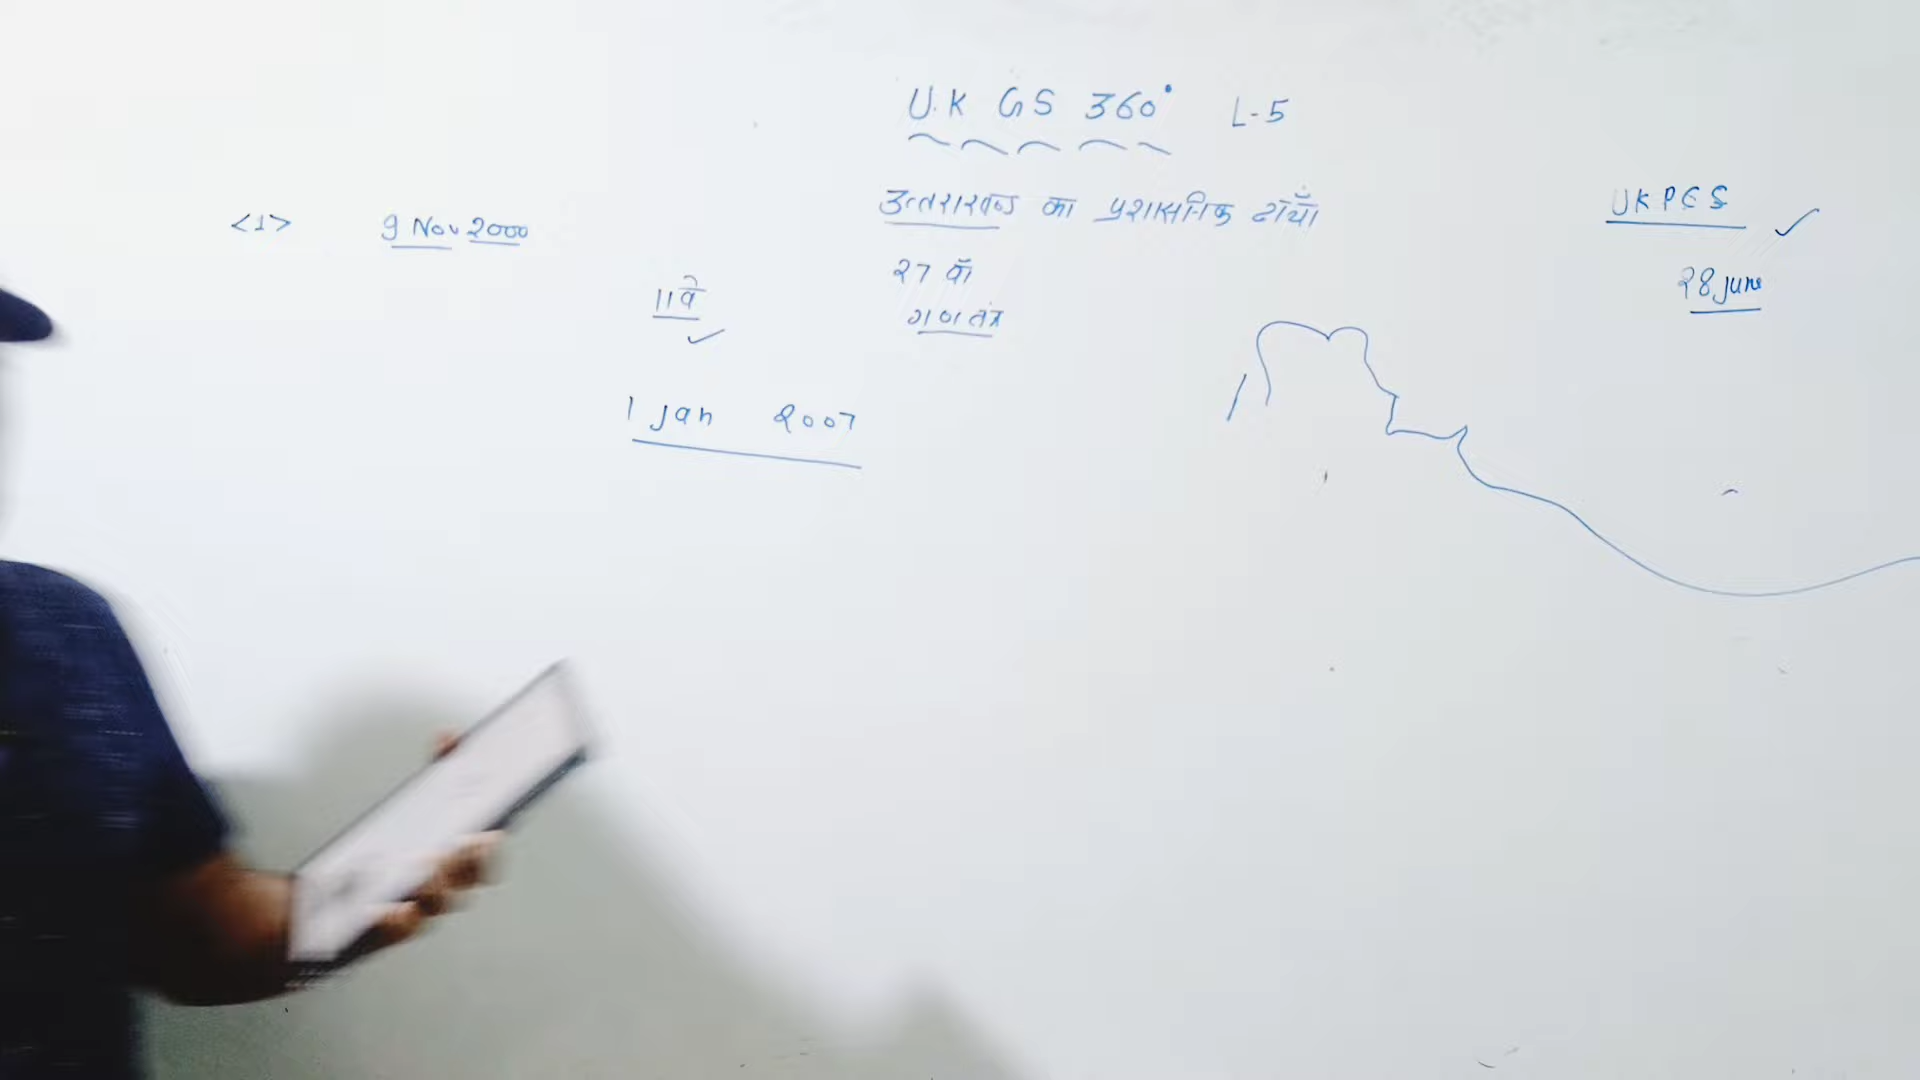 U.K GS 360° L-5
उत्तराखण्ड का प्रशासनिक ढाँचा
UKPCS
<1> 9 Nov 2000
27 वाँ
28 June
11वे
गणतंत्र
1 Jan 2007